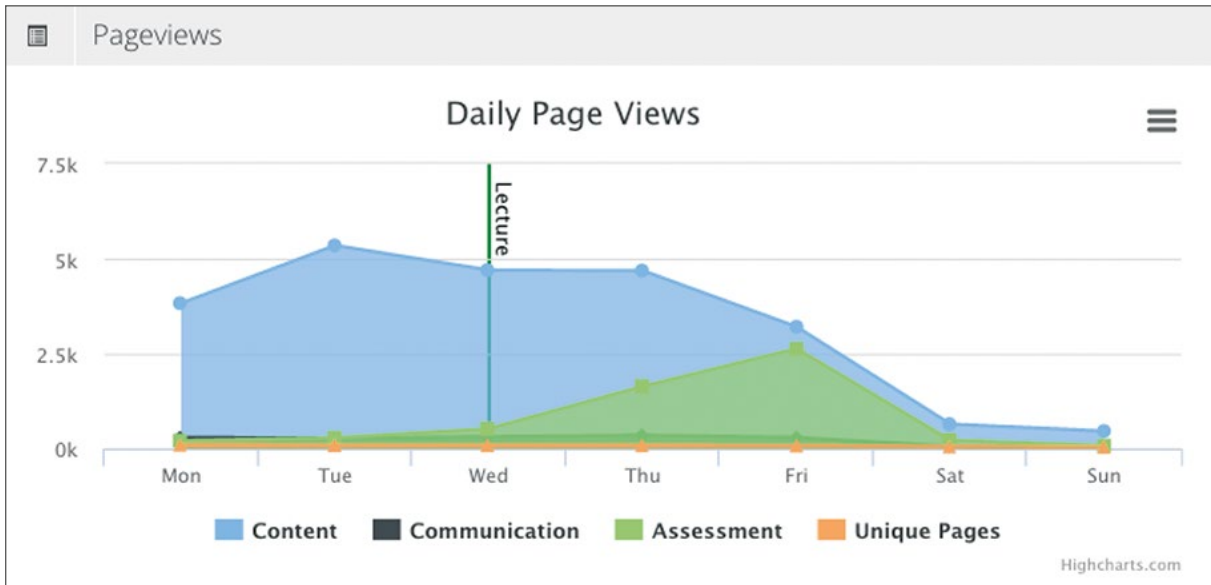 Pageviews
Daily Page Views
7.5k
Lecture
5k
2.5k
0k
Mon Tue Wed Thu Fri Sat Sun
Content Communication Assessment Unique Pages
Highcharts.com